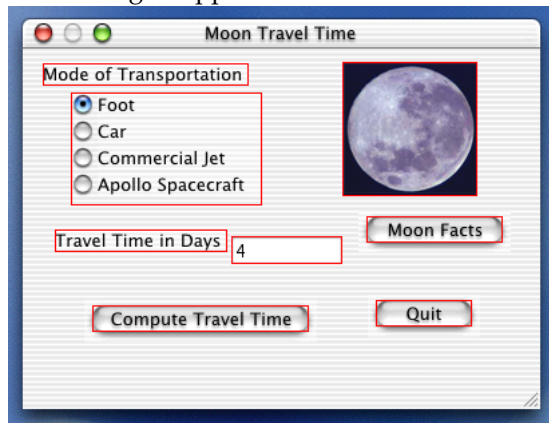 Moon Travel Time
Mode of Transportation
Foot
Car
Commercial Jet
Apollo Spacecraft
Travel Time in Days
4
Moon Facts
Compute Travel Time
Quit